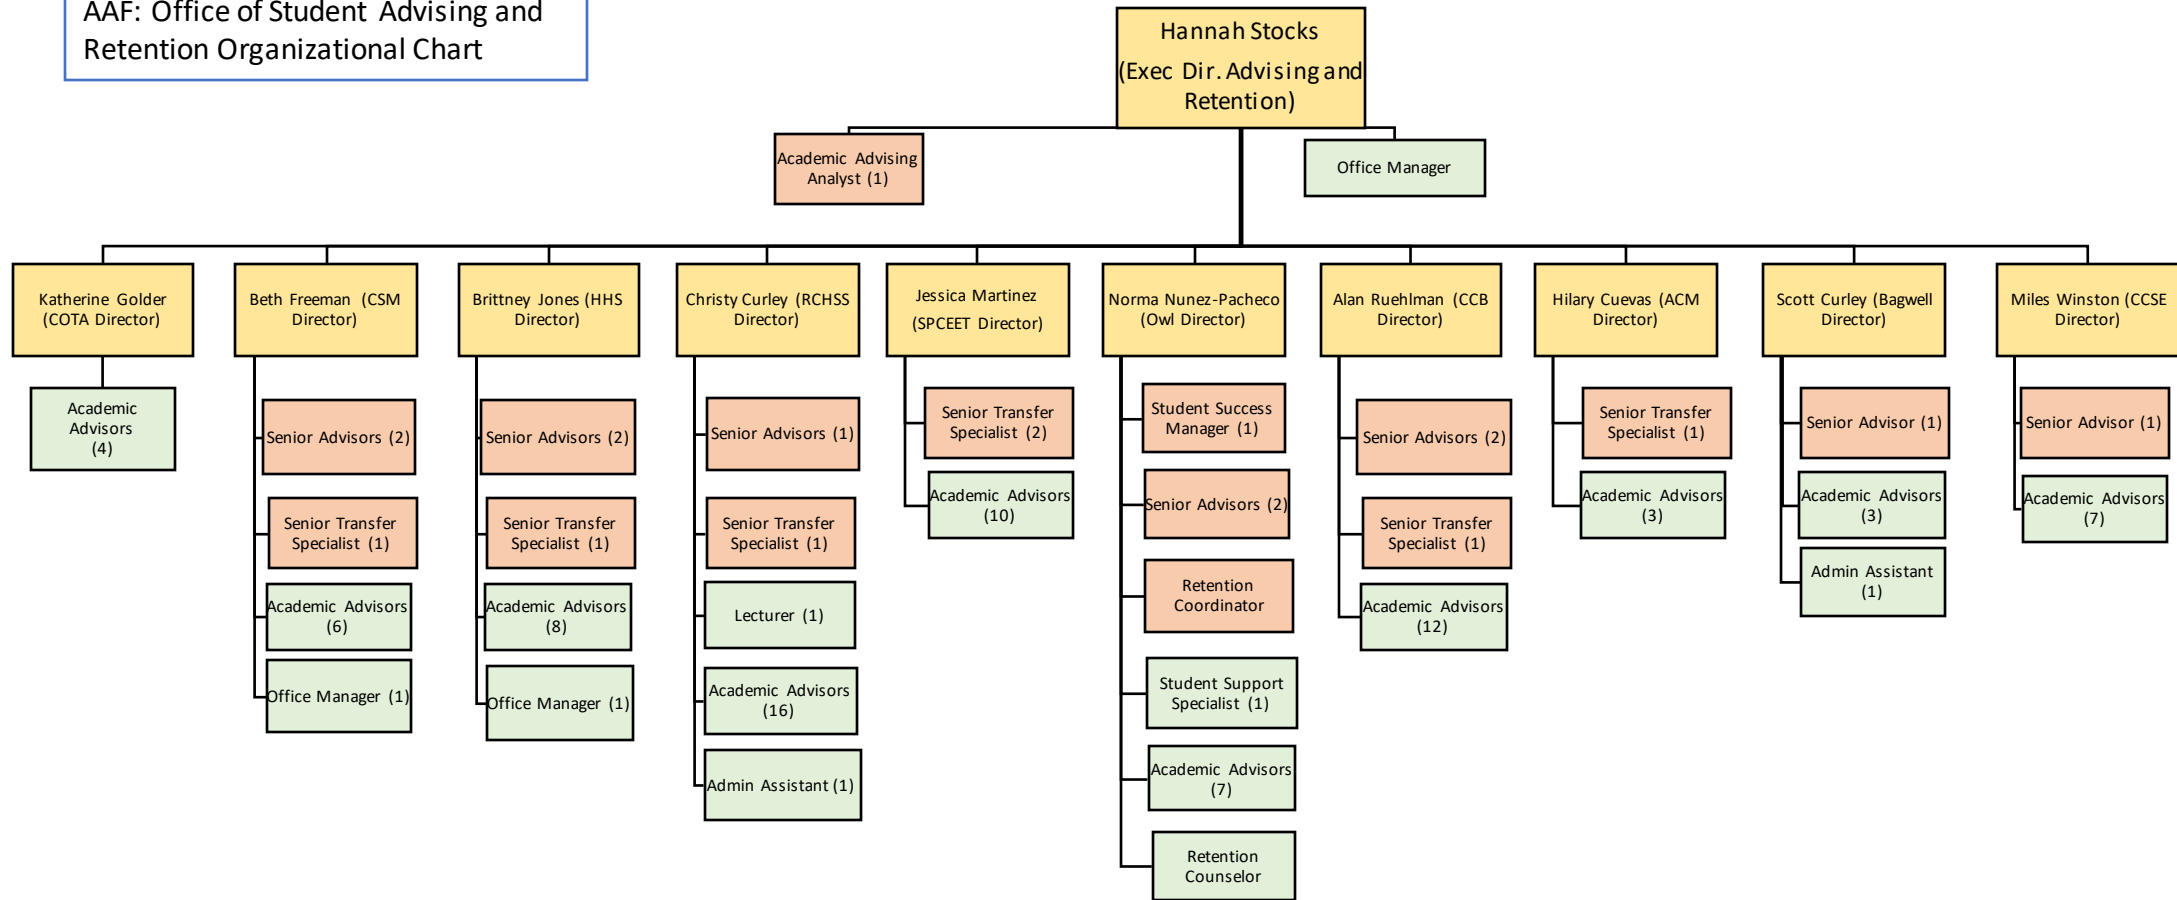 AAF: Office of Student Advising and
Retention Organizational Chart
Hannah Stocks
(Exec Dir. Advising and
Retention)
Academic Advising
Analyst (1)
Office Manager
Katherine Golder
(COTA Director)
Beth Freeman (CSM
Director)
Brittney Jones (HHS
Director)
Christy Curley (RCHSS
Director)
Jessica Martinez
(SPCEET Director)
Norma Nunez-Pacheco
(Owl Director)
Alan Ruehlman (CCB
Director)
Hilary Cuevas (ACM
Director)
Scott Curley (Bagwell
Director)
Miles Winston (CCSE
Director)
Academic
Advisors
(4)
Senior Advisors (2)
Senior Transfer
Specialist (1)
Academic Advisors
(6)
Office Manager (1)
Senior Advisors (2)
Senior Transfer
Specialist (1)
Academic Advisors
(8)
Office Manager (1)
Senior Advisors (1)
Senior Transfer
Specialist (1)
Lecturer (1)
Academic Advisors
(16)
Admin Assistant (1)
Senior Transfer
Specialist (2)
Academic Advisors
(10)
Student Success
Manager (1)
Senior Advisors (2)
Retention
Coordinator
Student Support
Specialist (1)
Academic Advisors
(7)
Retention
Counselor
Senior Advisors (2)
Senior Transfer
Specialist (1)
Academic Advisors
(12)
Senior Transfer
Specialist (1)
Academic Advisors
(3)
Senior Advisor (1)
Academic Advisors
(3)
Admin Assistant
(1)
Senior Advisor (1)
Academic Advisors
(7)